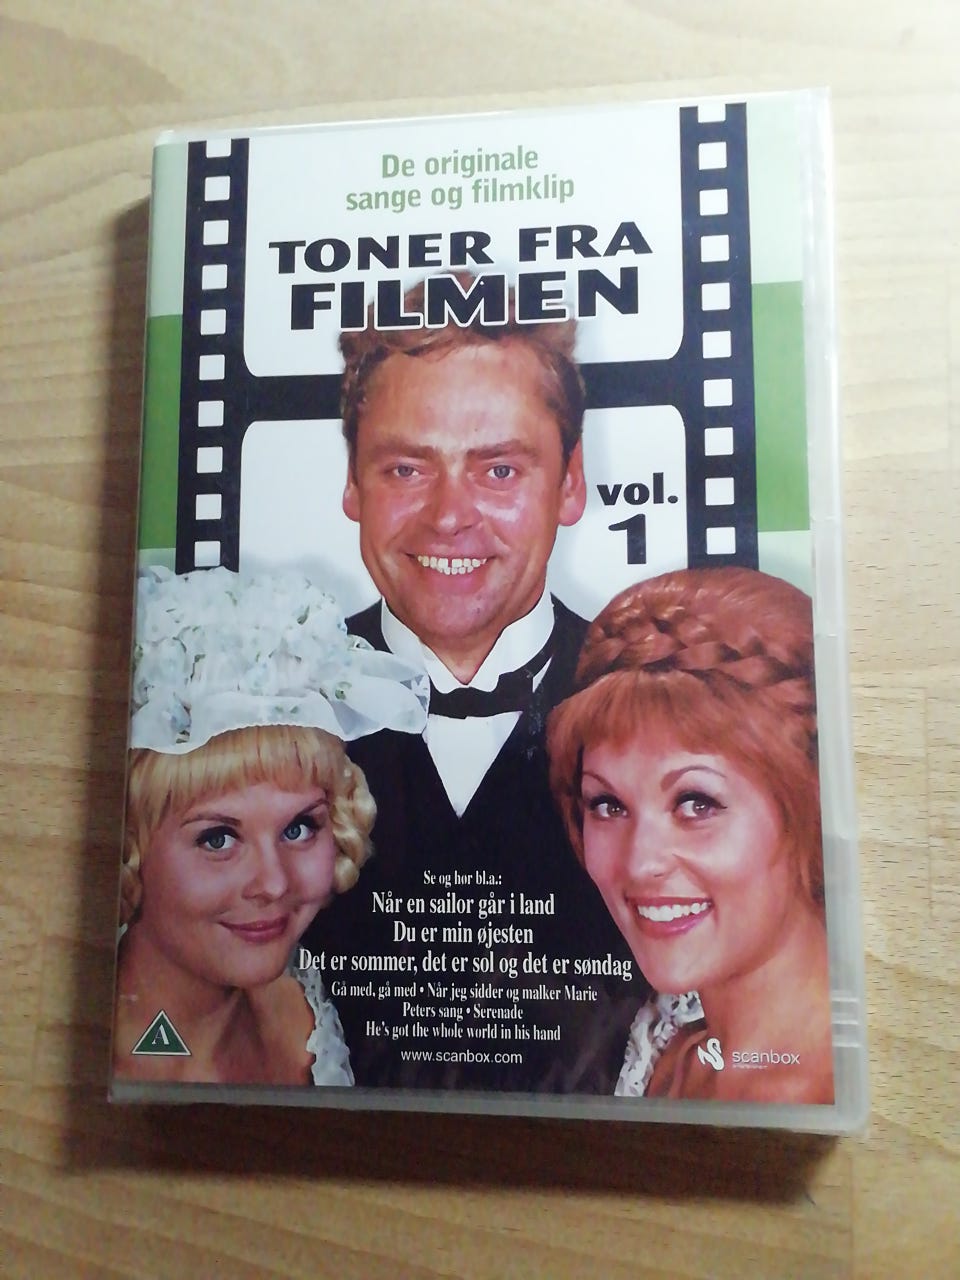 De originale
sange og filmklip
TONER FRA
FILMEN
vol.
1
Se og hør bl.a.:
Når en sailor går i land
Du er min øjesten
Det er sommer, det er sol og det er søndag
Gå med, gå med • Når jeg sidder og malker Marie
Peters sang • Serenade
He's got the whole world in his hand
www.scanbox.com
A
scanbox